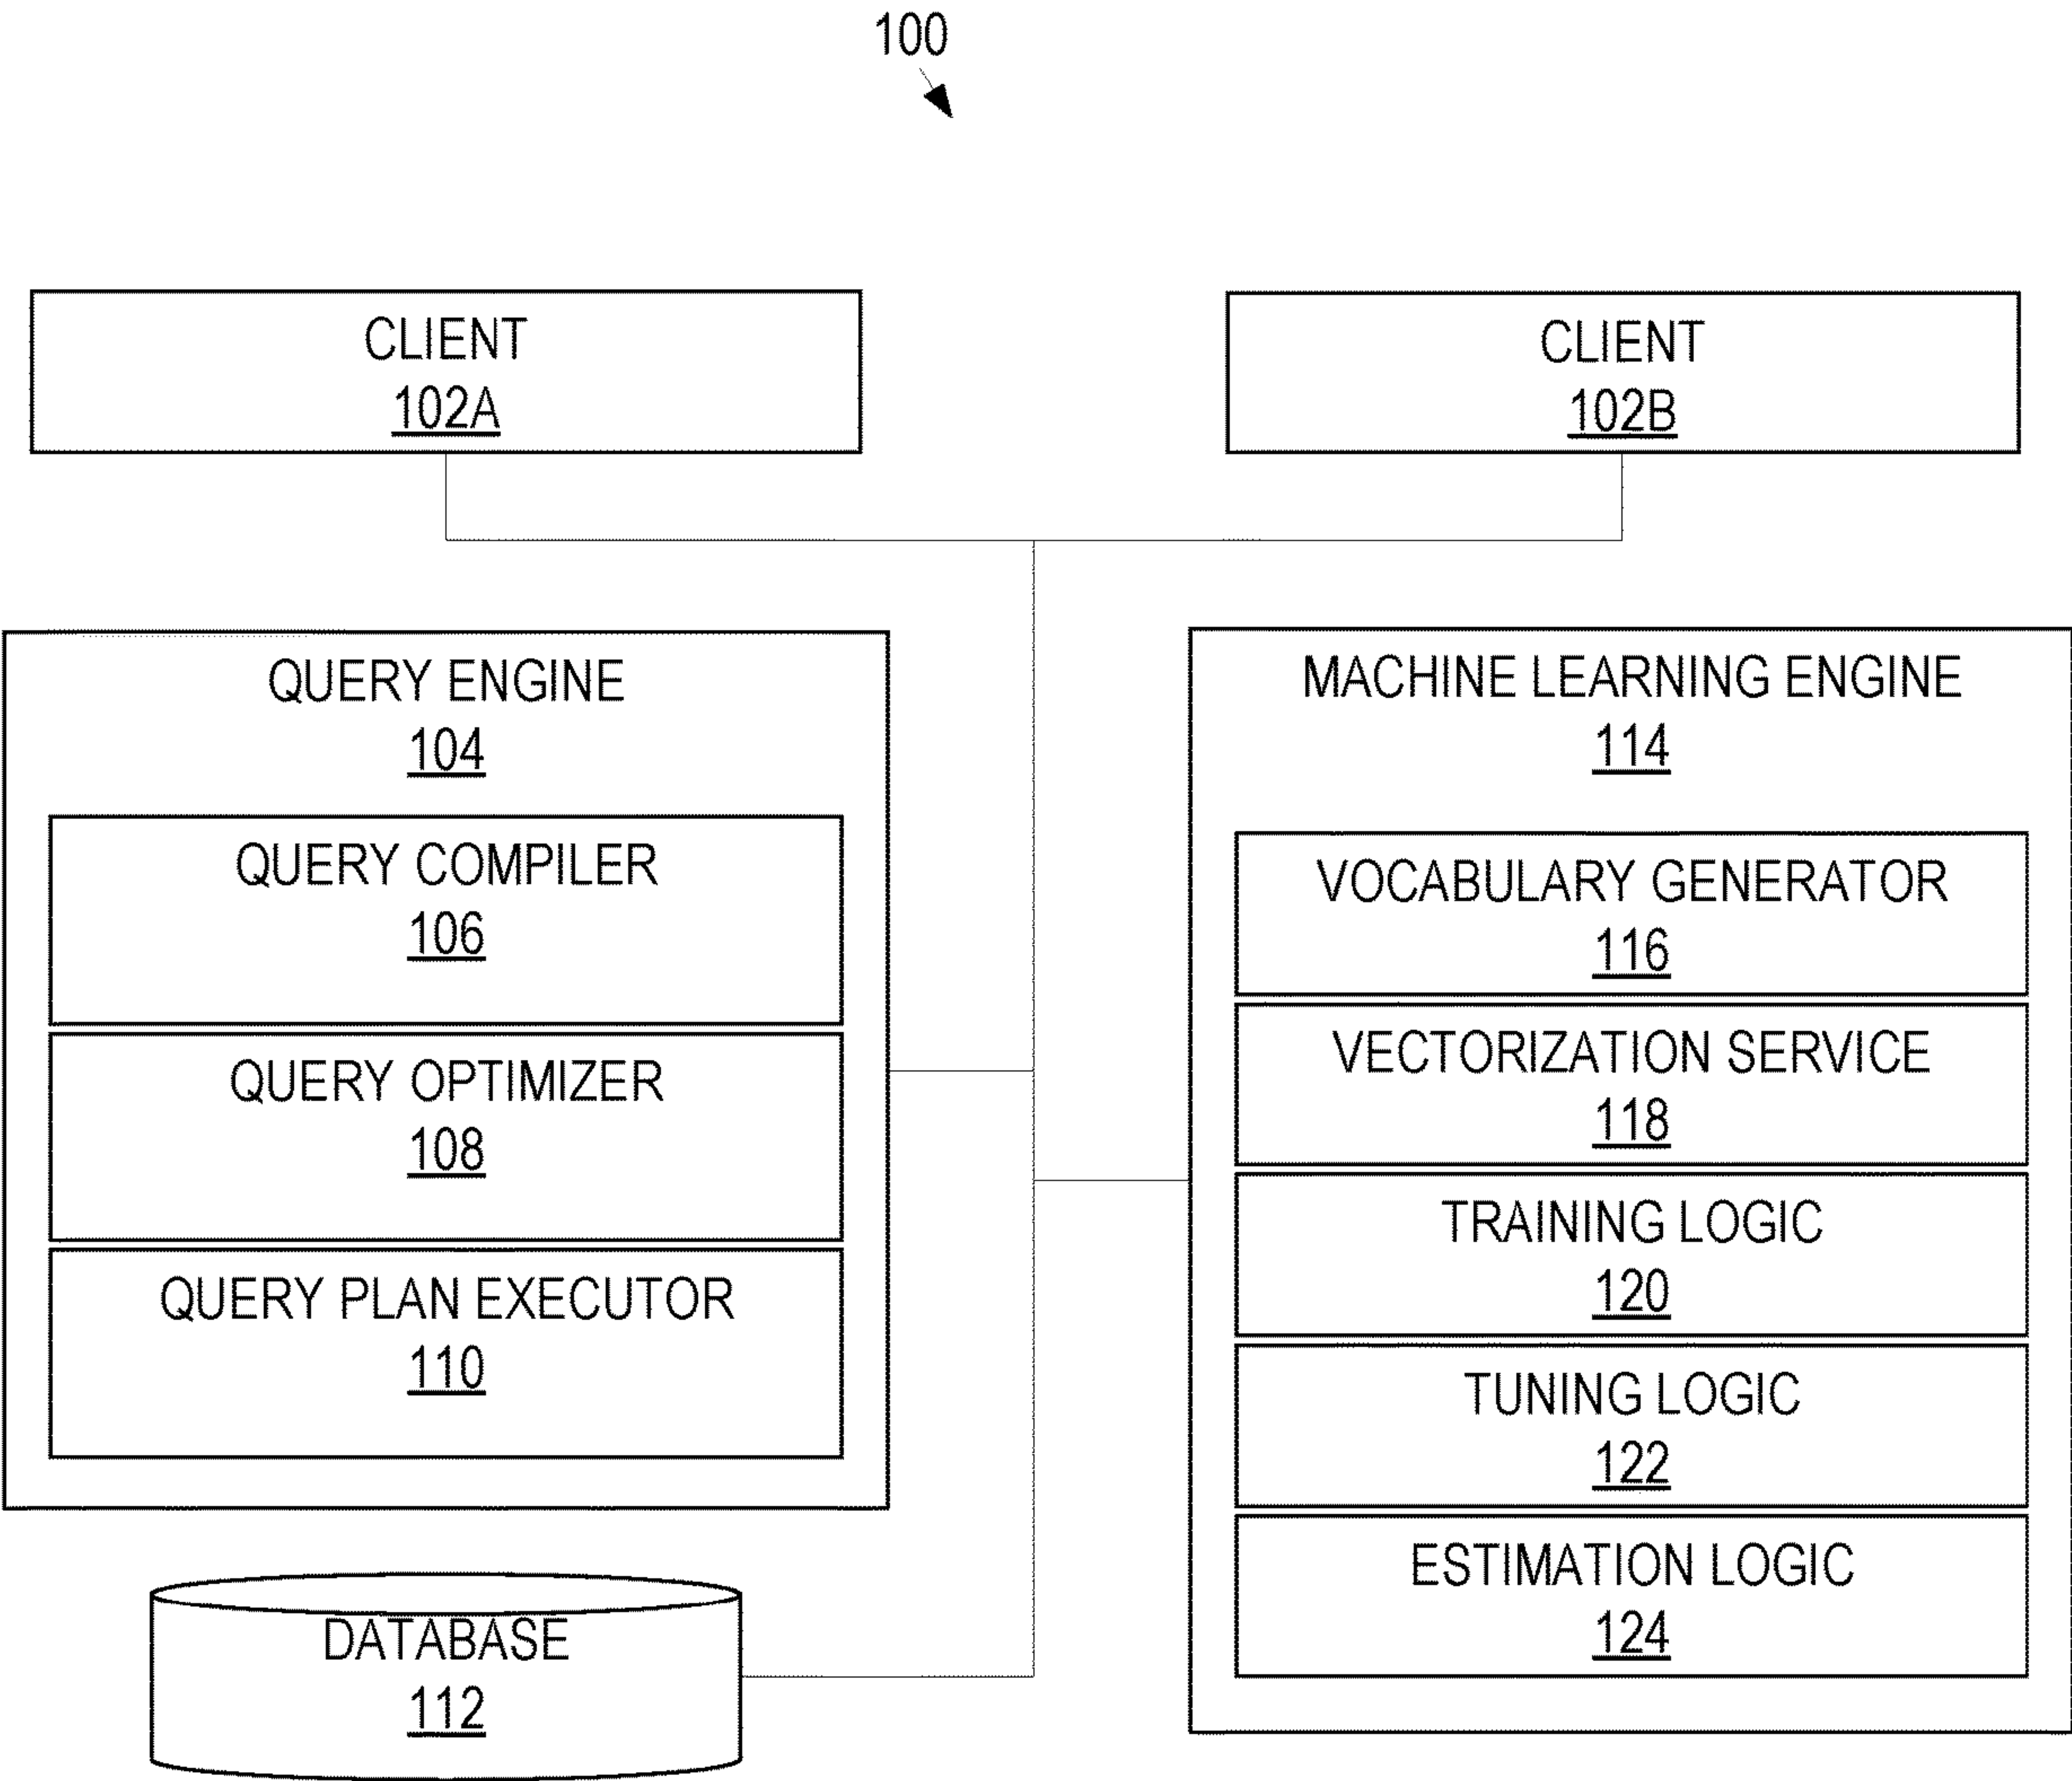 100
CLIENT
102A
CLIENT
102B
QUERY ENGINE
104
QUERY COMPILER
106
QUERY OPTIMIZER
108
QUERY PLAN EXECUTOR
110
DATABASE
112
MACHINE LEARNING ENGINE
114
VOCABULARY GENERATOR
116
VECTORIZATION SERVICE
118
TRAINING LOGIC
120
TUNING LOGIC
122
ESTIMATION LOGIC
124